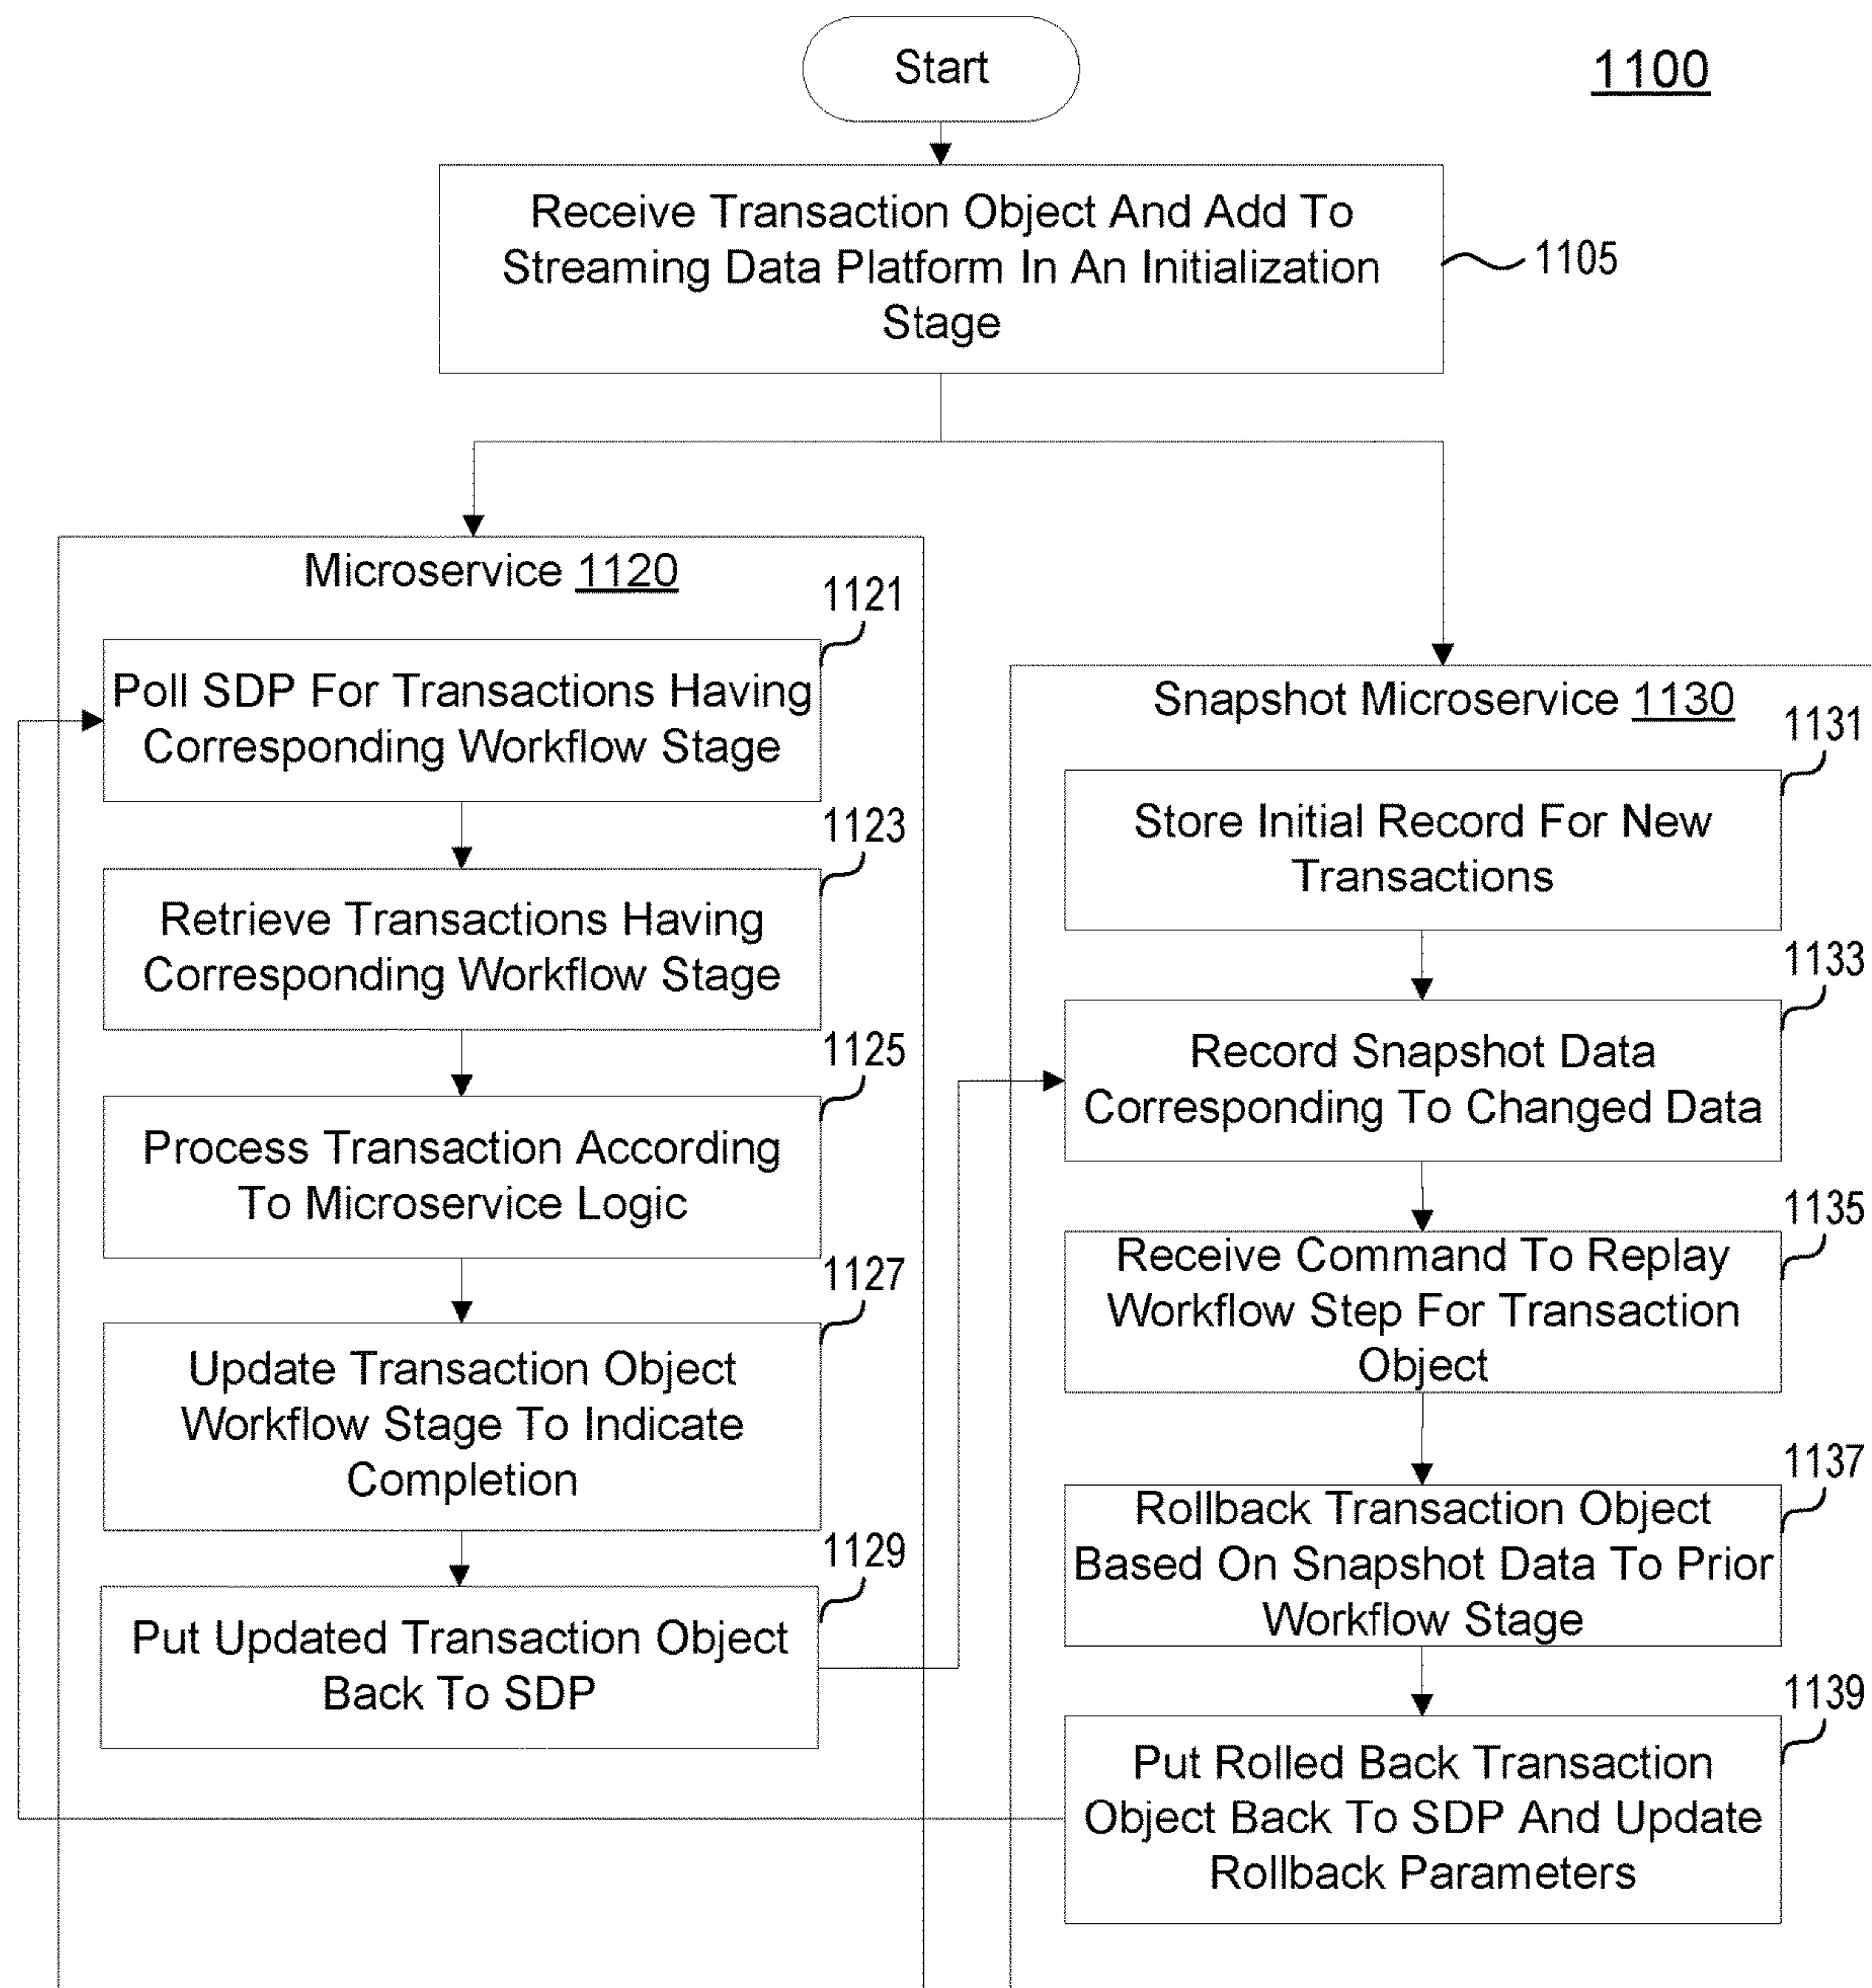 Start
1100
Receive Transaction Object And Add To
Streaming Data Platform In An Initialization
Stage
1105
Microservice 1120
1121
Poll SDP For Transactions Having
Corresponding Workflow Stage
1123
Retrieve Transactions Having
Corresponding Workflow Stage
1125
Process Transaction According
To Microservice Logic
1127
Update Transaction Object
Workflow Stage To Indicate
Completion
1129
Put Updated Transaction Object
Back To SDP
Snapshot Microservice 1130
1131
Store Initial Record For New
Transactions
1133
Record Snapshot Data
Corresponding To Changed Data
1135
Receive Command To Replay
Workflow Step For Transaction
Object
1137
Rollback Transaction Object
Based On Snapshot Data To Prior
Workflow Stage
1139
Put Rolled Back Transaction
Object Back To SDP And Update
Rollback Parameters